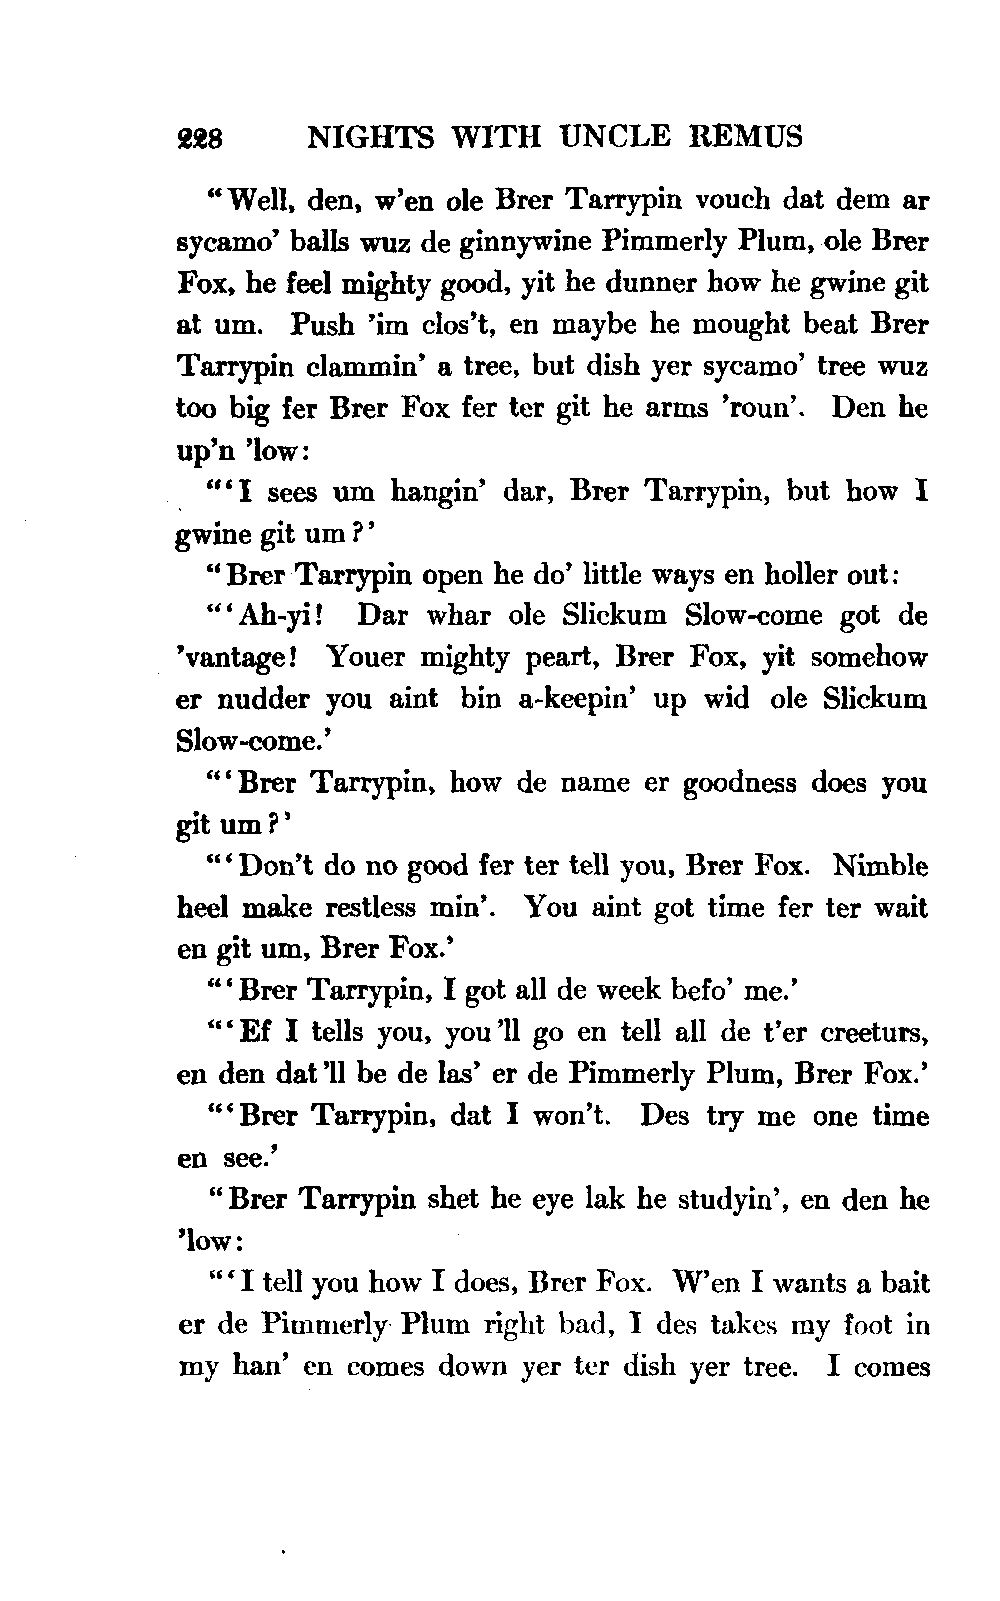 228 NIGHTS WITH UNCLE REMUS
“Well, den, w’en ole Brer Tarrypin vouch dat dem ar
sycamo’ balls wuz de ginnywine Pimmerly Plum, ole Brer
Fox, he feel mighty good, yit he dunner how he gwine git
at um. Push ’im clos’t, en maybe he mought beat Brer
Tarrypin clammin’ a tree, but dish yer sycamo’ tree wuz
too big fer Brer Fox fer ter git he arms ’roun’. Den he
up’n ’low:
“‘I sees um hangin’ dar, Brer Tarrypin, but how I
gwine git um?’
“Brer Tarrypin open he do’ little ways en holler out:
“‘Ah-yi! Dar whar ole Slickum Slow-come got de
’vantage! Youer mighty peart, Brer Fox, yit somehow
er nudder you aint bin a-keepin’ up wid ole Slickum
Slow-come.’
“‘Brer Tarrypin, how de name er goodness does you
git um?’
“‘Don’t do no good fer ter tell you, Brer Fox. Nimble
heel make restless min’. You aint got time fer ter wait
en git um, Brer Fox.’
“‘Brer Tarrypin, I got all de week befo’ me.’
“‘Ef I tells you, you ’ll go en tell all de t’er creeturs,
en den dat ’ll be de las’ er de Pimmerly Plum, Brer Fox.’
“‘Brer Tarrypin, dat I won’t. Des try me one time
en see.’
“Brer Tarrypin shet he eye lak he studyin’, en den he
’low:
“‘I tell you how I does, Brer Fox. W’en I wants a bait
er de Pimmerly Plum right bad, I des takes my foot in
my han’ en comes down yer ter dish yer tree. I comes